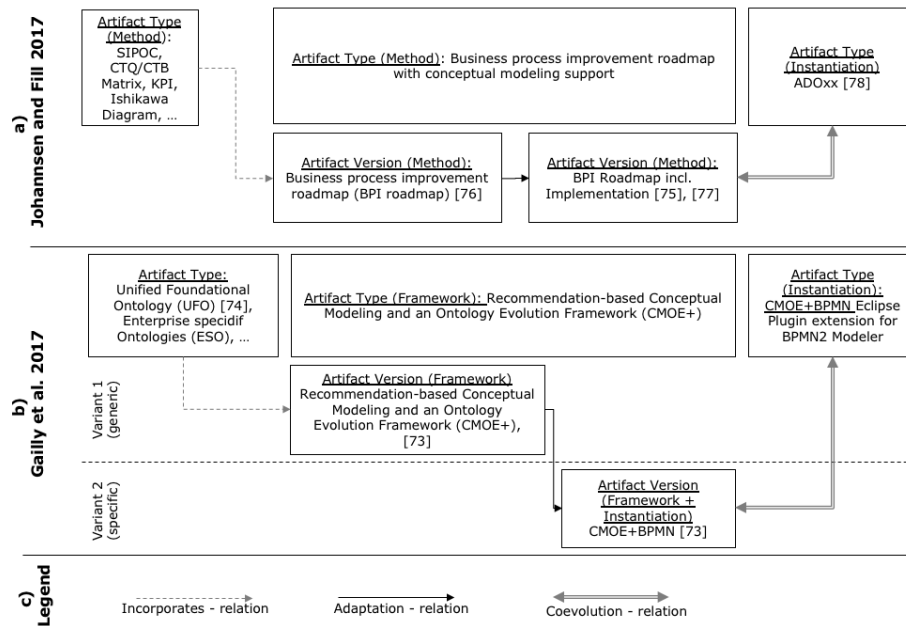 a)
Johannsen and Fill 2017
Artifact Type
(Method):
SIPOC,
CTQ/CTB
Matrix, KPI,
Ishikawa
Diagram, ...
Artifact Type (Method): Business process improvement roadmap
with conceptual modeling support
Artifact Type
(Instantiation)
ADOxx [78]
Artifact Version (Method):
Business process improvement
roadmap (BPI roadmap) [76]
Artifact Version (Method):
BPI Roadmap incl.
Implementation [75], [77]
b)
Gailly et al. 2017
Artifact Type:
Unified Foundational
Ontology (UFO) [74],
Enterprise specidif
Ontologies (ESO), ...
Artifact Type (Framework): Recommendation-based Conceptual
Modeling and an Ontology Evolution Framework (CMOE+)
Artifact Type
(Instantiation):
CMOE+BPMN Eclipse
Plugin extension for
BPMN2 Modeler
Variant 1
(generic)
Artifact Version (Framework)
Recommendation-based Conceptual
Modeling and an Ontology
Evolution Framework (CMOE+),
[73]
Variant 2
(specific)
Artifact Version
(Framework +
Instantiation)
CMOE+BPMN [73]
c)
Legend
Incorporates - relation
Adaptation - relation
Coevolution - relation